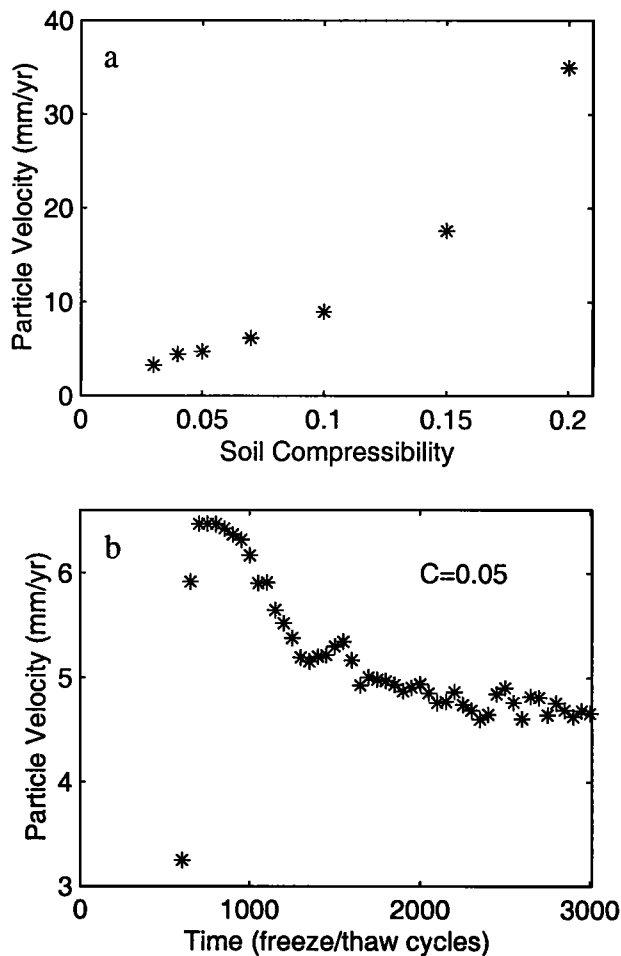 a
40
30
20
10
0
Particle Velocity (mm/yr)
0 0.05 0.1 0.15 0.2
Soil Compressibility
b
C=0.05
6
5
4
3
Particle Velocity (mm/yr)
0 1000 2000 3000
Time (freeze/thaw cycles)